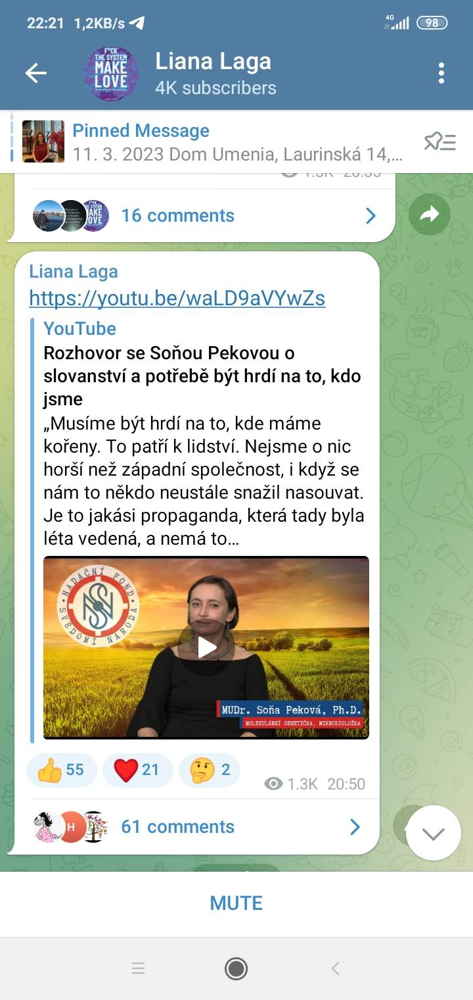 22:21 1,2KB/s
4G
98
F*CK
THE SYSTEM
MAKE
LOVE
Liana Laga
4K subscribers
Pinned Message
11. 3. 2023 Dom Umenia, Laurinská 14,...
16 comments
Liana Laga
https://youtu.be/waLD9aVYwZs
YouTube
Rozhovor se Soňou Pekovou o
slovanství a potřebě být hrdí na to, kdo
jsme
„Musíme být hrdí na to, kde máme
kořeny. To patří k lidství. Nejsme o nic
horší než západní společnost, i když se
nám to někdo neustále snažil nasouvat.
Je to jakási propaganda, která tady byla
léta vedená, a nemá to...
NADAČNÍ FOND
SVĚDOMÍ NÁRODA
MUDr. Soňa Peková, Ph.D.
MOLEKULÁRNÍ GENETIČKA, MIKROBIOLOŽKA
55
21
2
1.3K 20:50
H
61 comments
MUTE